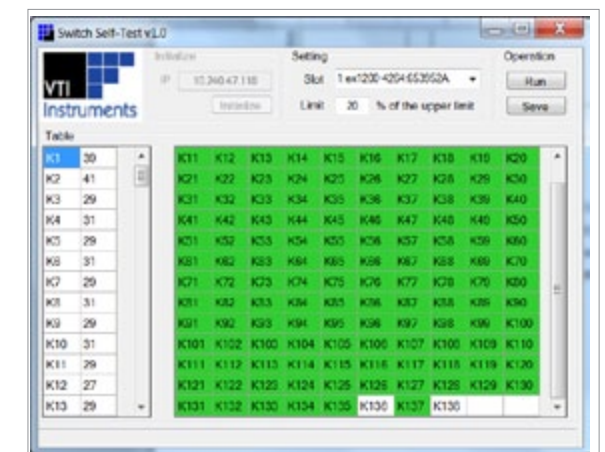 Switch Self-Test v1.0
VTI
Instruments
Initialize
IP 10.240.47.118
Initialize
Setting
Slot 1 ex1200-4264:653952A
Limit 20 % of the upper limit
Operation
Run
Save
Table
K1 30
K2 41
K3 29
K4 31
K5 29
K6 31
K7 29
K8 31
K9 29
K10 31
K11 29
K12 27
K13 29
K11 K12 K13 K14 K15 K16 K17 K18 K19 K20
K21 K22 K23 K24 K25 K26 K27 K28 K29 K30
K31 K32 K33 K34 K35 K36 K37 K38 K39 K40
K41 K42 K43 K44 K45 K46 K47 K48 K49 K50
K51 K52 K53 K54 K55 K56 K57 K58 K59 K60
K61 K62 K63 K64 K65 K66 K67 K68 K69 K70
K71 K72 K73 K74 K75 K76 K77 K78 K79 K80
K81 K82 K83 K84 K85 K86 K87 K88 K89 K90
K91 K92 K93 K94 K95 K96 K97 K98 K99 K100
K101 K102 K103 K104 K105 K106 K107 K108 K109 K110
K111 K112 K113 K114 K115 K116 K117 K118 K119 K120
K121 K122 K123 K124 K125 K126 K127 K128 K129 K130
K131 K132 K133 K134 K135 K136 K137 K138